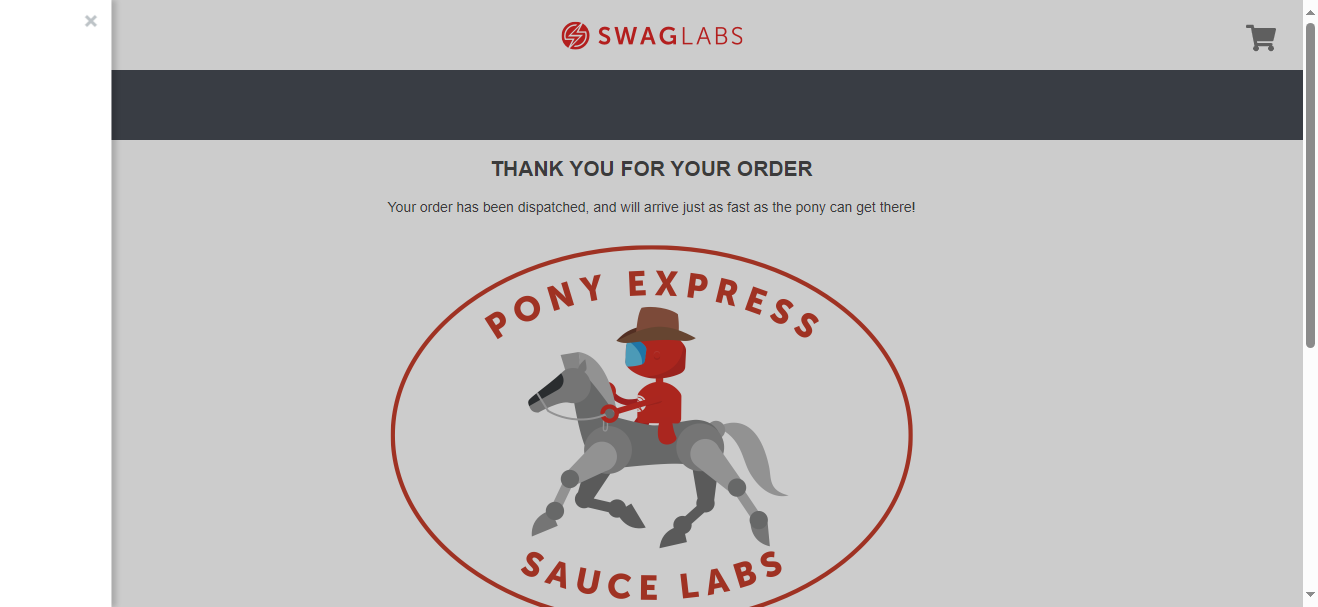 SWAGLABS
THANK YOU FOR YOUR ORDER
Your order has been dispatched, and will arrive just as fast as the pony can get there!
PONY EXPRESS
SAUCE LABS